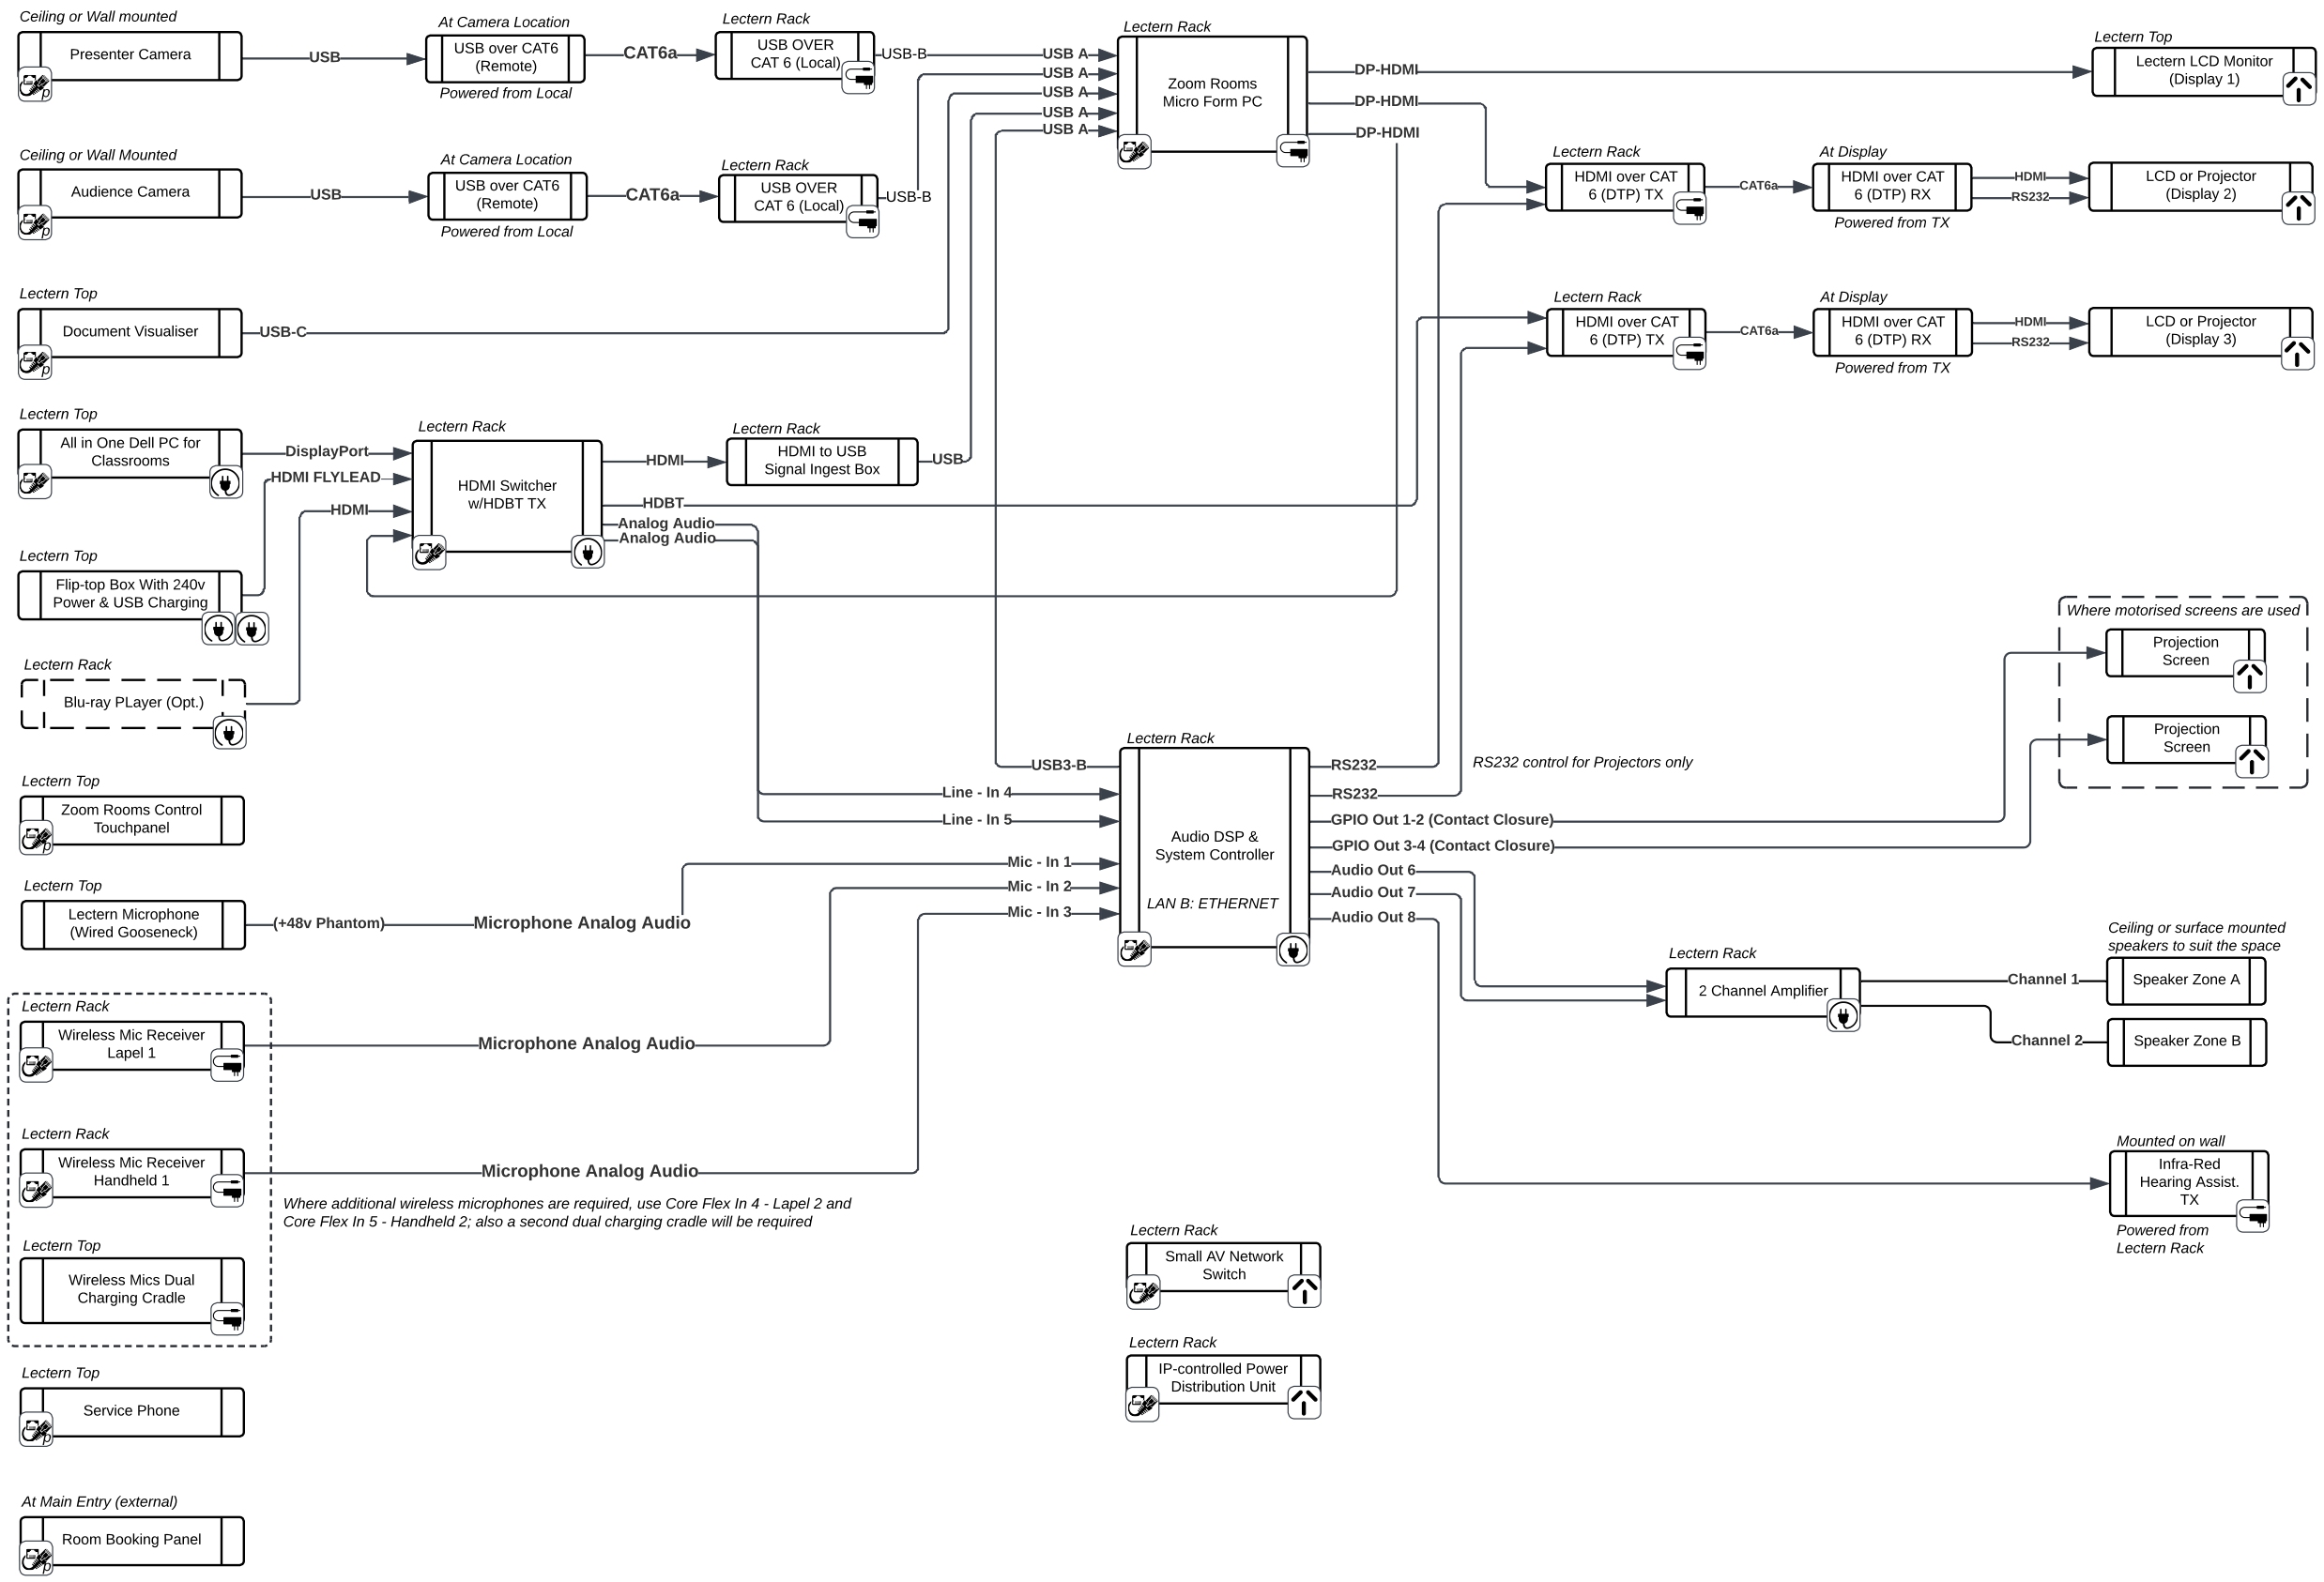 Ceiling or Wall mounted
Presenter Camera
p
USB
At Camera Location
USB over CAT6
(Remote)
Powered from Local
CAT6a
Lectern Rack
USB OVER
CAT 6 (Local)
USB-B
USB A
USB A
USB A
USB A
USB A
Lectern Rack
Zoom Rooms
Micro Form PC
DP-HDMI
DP-HDMI
DP-HDMI
Lectern Top
Lectern LCD Monitor
(Display 1)
Ceiling or Wall Mounted
Audience Camera
p
USB
At Camera Location
USB over CAT6
(Remote)
Powered from Local
CAT6a
Lectern Rack
USB OVER
CAT 6 (Local)
USB-B
Lectern Rack
HDMI over CAT
6 (DTP) TX
CAT6a
At Display
HDMI over CAT
6 (DTP) RX
Powered from TX
HDMI
RS232
LCD or Projector
(Display 2)
Lectern Top
Document Visualiser
p
USB-C
Lectern Rack
HDMI over CAT
6 (DTP) TX
CAT6a
At Display
HDMI over CAT
6 (DTP) RX
Powered from TX
HDMI
RS232
LCD or Projector
(Display 3)
Lectern Top
All in One Dell PC for
Classrooms
DisplayPort
HDMI FLYLEAD
HDMI
Lectern Rack
HDMI Switcher
w/HDBT TX
HDMI
HDBT
Analog Audio
Analog Audio
Lectern Rack
HDMI to USB
Signal Ingest Box
USB
Lectern Top
Flip-top Box With 240v
Power & USB Charging
Lectern Rack
Blu-ray PLayer (Opt.)
Where motorised screens are used
Projection
Screen
Projection
Screen
Lectern Top
Zoom Rooms Control
Touchpanel
p
Lectern Rack
USB3-B
Line - In 4
Line - In 5
Mic - In 1
Mic - In 2
Mic - In 3
Audio DSP &
System Controller
LAN B: ETHERNET
RS232
RS232
GPIO Out 1-2 (Contact Closure)
GPIO Out 3-4 (Contact Closure)
Audio Out 6
Audio Out 7
Audio Out 8
RS232 control for Projectors only
Lectern Top
Lectern Microphone
(Wired Gooseneck)
(+48v Phantom)
Microphone Analog Audio
Lectern Rack
2 Channel Amplifier
Channel 1
Channel 2
Ceiling or surface mounted
speakers to suit the space
Speaker Zone A
Speaker Zone B
Lectern Rack
Wireless Mic Receiver
Lapel 1
Microphone Analog Audio
Lectern Rack
Wireless Mic Receiver
Handheld 1
Microphone Analog Audio
Where additional wireless microphones are required, use Core Flex In 4 - Lapel 2 and
Core Flex In 5 - Handheld 2; also a second dual charging cradle will be required
Mounted on wall
Infra-Red
Hearing Assist.
TX
Powered from
Lectern Rack
Lectern Top
Wireless Mics Dual
Charging Cradle
Lectern Rack
Small AV Network
Switch
Lectern Rack
IP-controlled Power
Distribution Unit
Lectern Top
Service Phone
p
At Main Entry (external)
Room Booking Panel
p